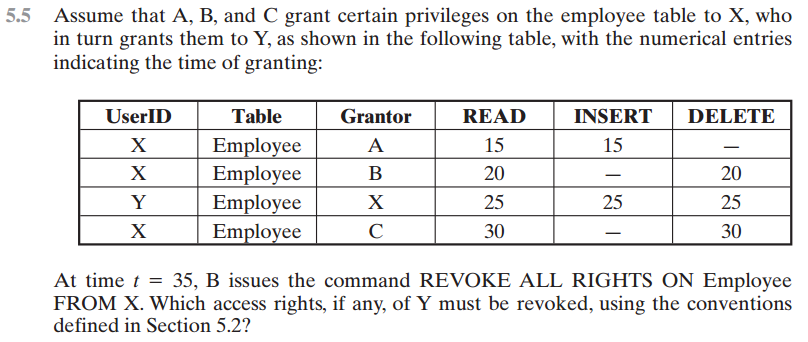 5.5 Assume that A, B, and C grant certain privileges on the employee table to X, who
in turn grants them to Y, as shown in the following table, with the numerical entries
indicating the time of granting:
UserID Table Grantor READ INSERT DELETE
X Employee A 15 15 —
X Employee B 20 — 20
Y Employee X 25 25 25
X Employee C 30 — 30
At time t = 35, B issues the command REVOKE ALL RIGHTS ON Employee
FROM X. Which access rights, if any, of Y must be revoked, using the conventions
defined in Section 5.2?